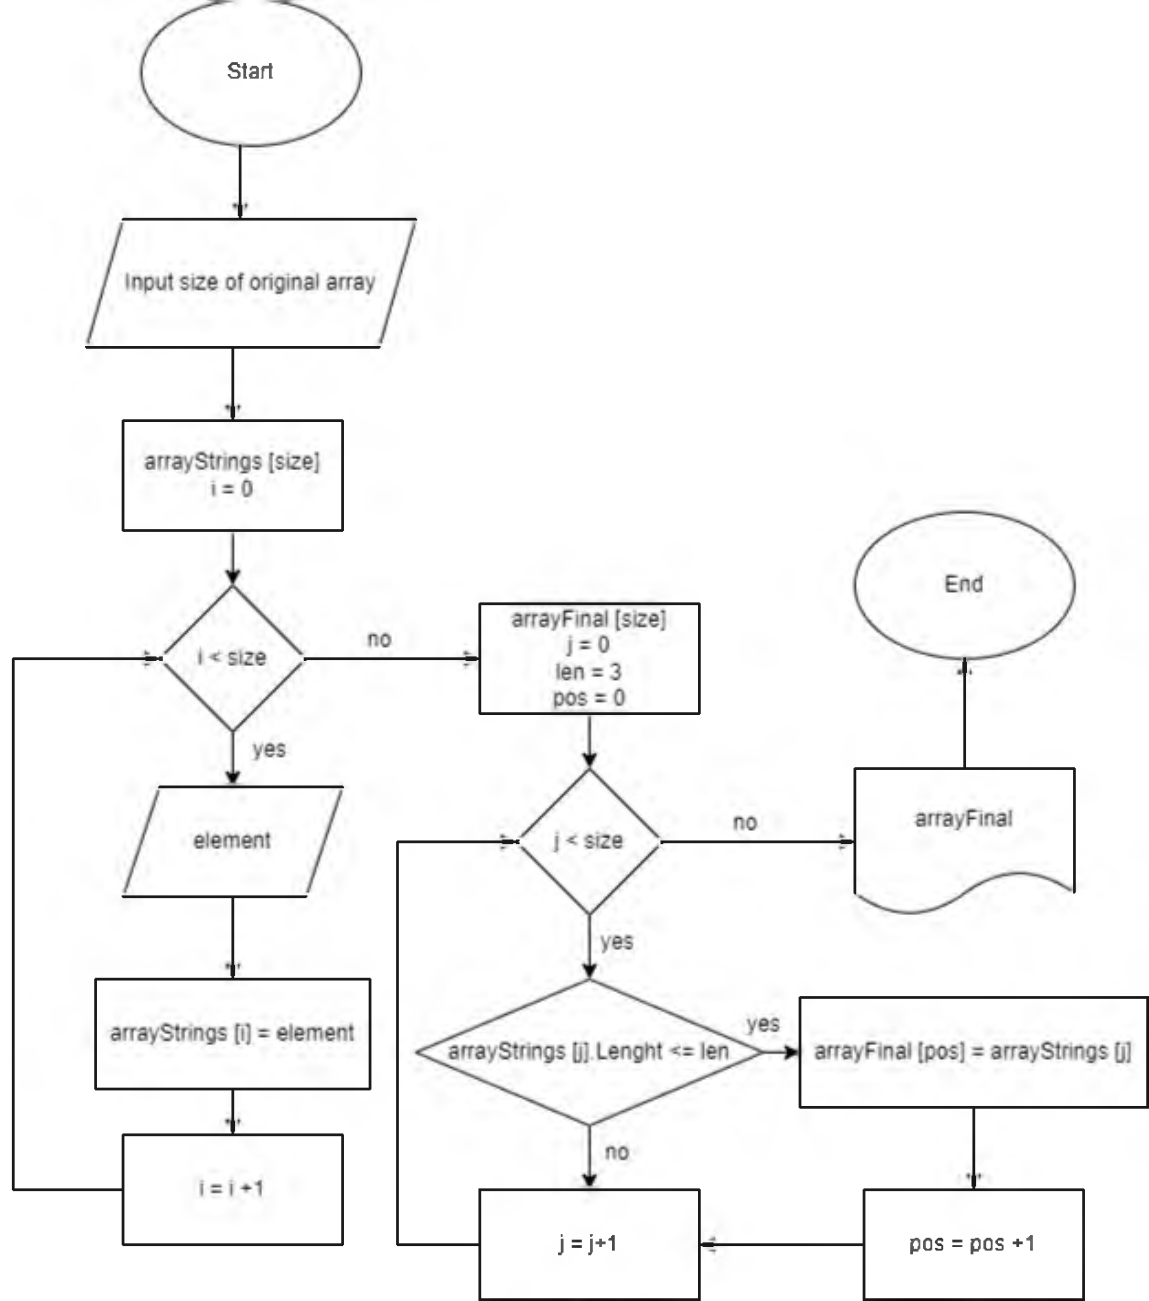 Start
Input size of original array
arrayStrings [size]
i = 0
i < size
no
yes
element
arrayStrings [i] = element
i = i +1
arrayFinal [size]
j = 0
len = 3
pos = 0
j < size
no
yes
arrayStrings [j].Lenght <= len
yes
no
arrayFinal [pos] = arrayStrings [j]
pos = pos +1
j = j+1
arrayFinal
End